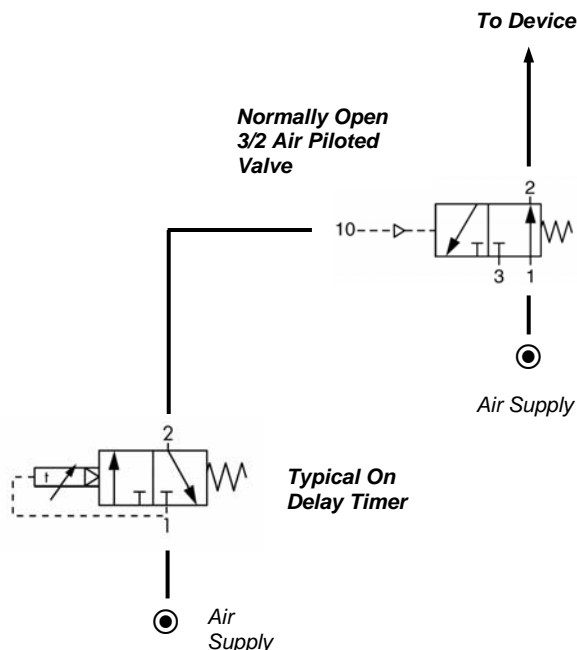 To Device
Normally Open
3/2 Air Piloted
Valve
2
10
3
1
Air Supply
2
t
Typical On
Delay Timer
1
Air
Supply